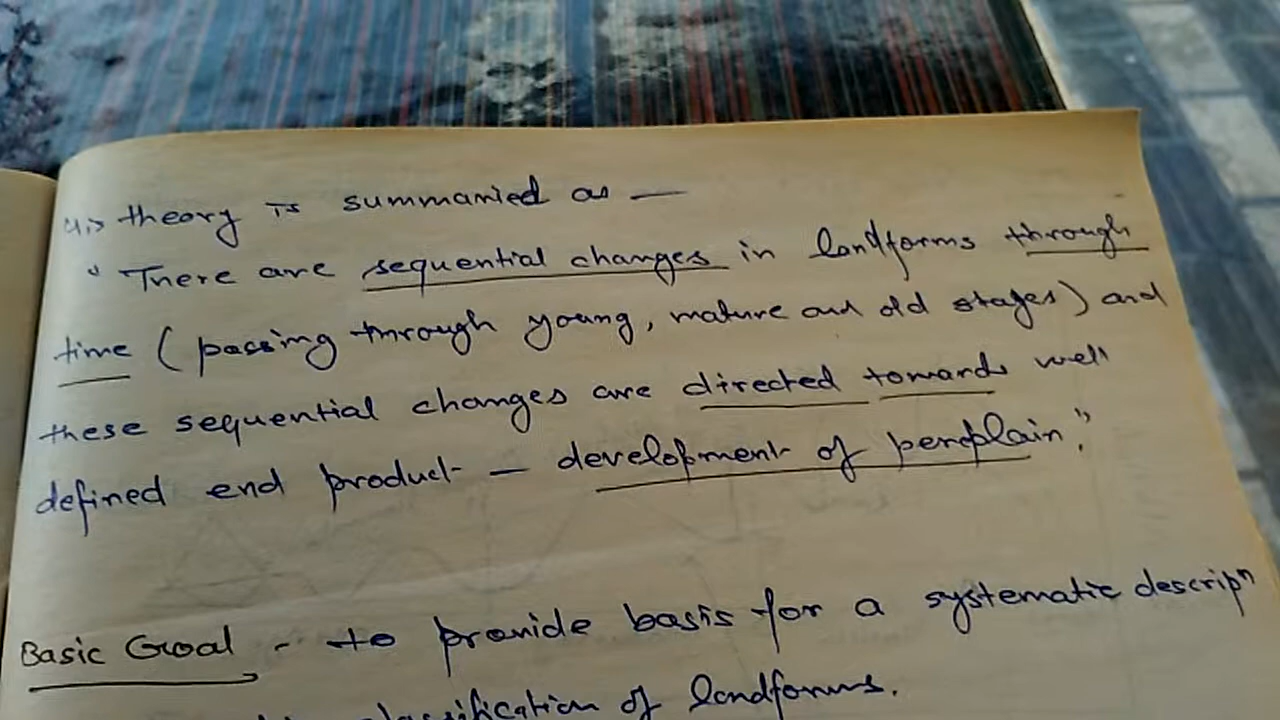 theory is summaried as —
" There are sequential changes in landforms through
time (passing through young, mature and old stages) and
these sequential changes are directed towards well
defined end product — development of peneplain."
Basic Goal - to provide basis for a systematic descripⁿ
classification of landforms.